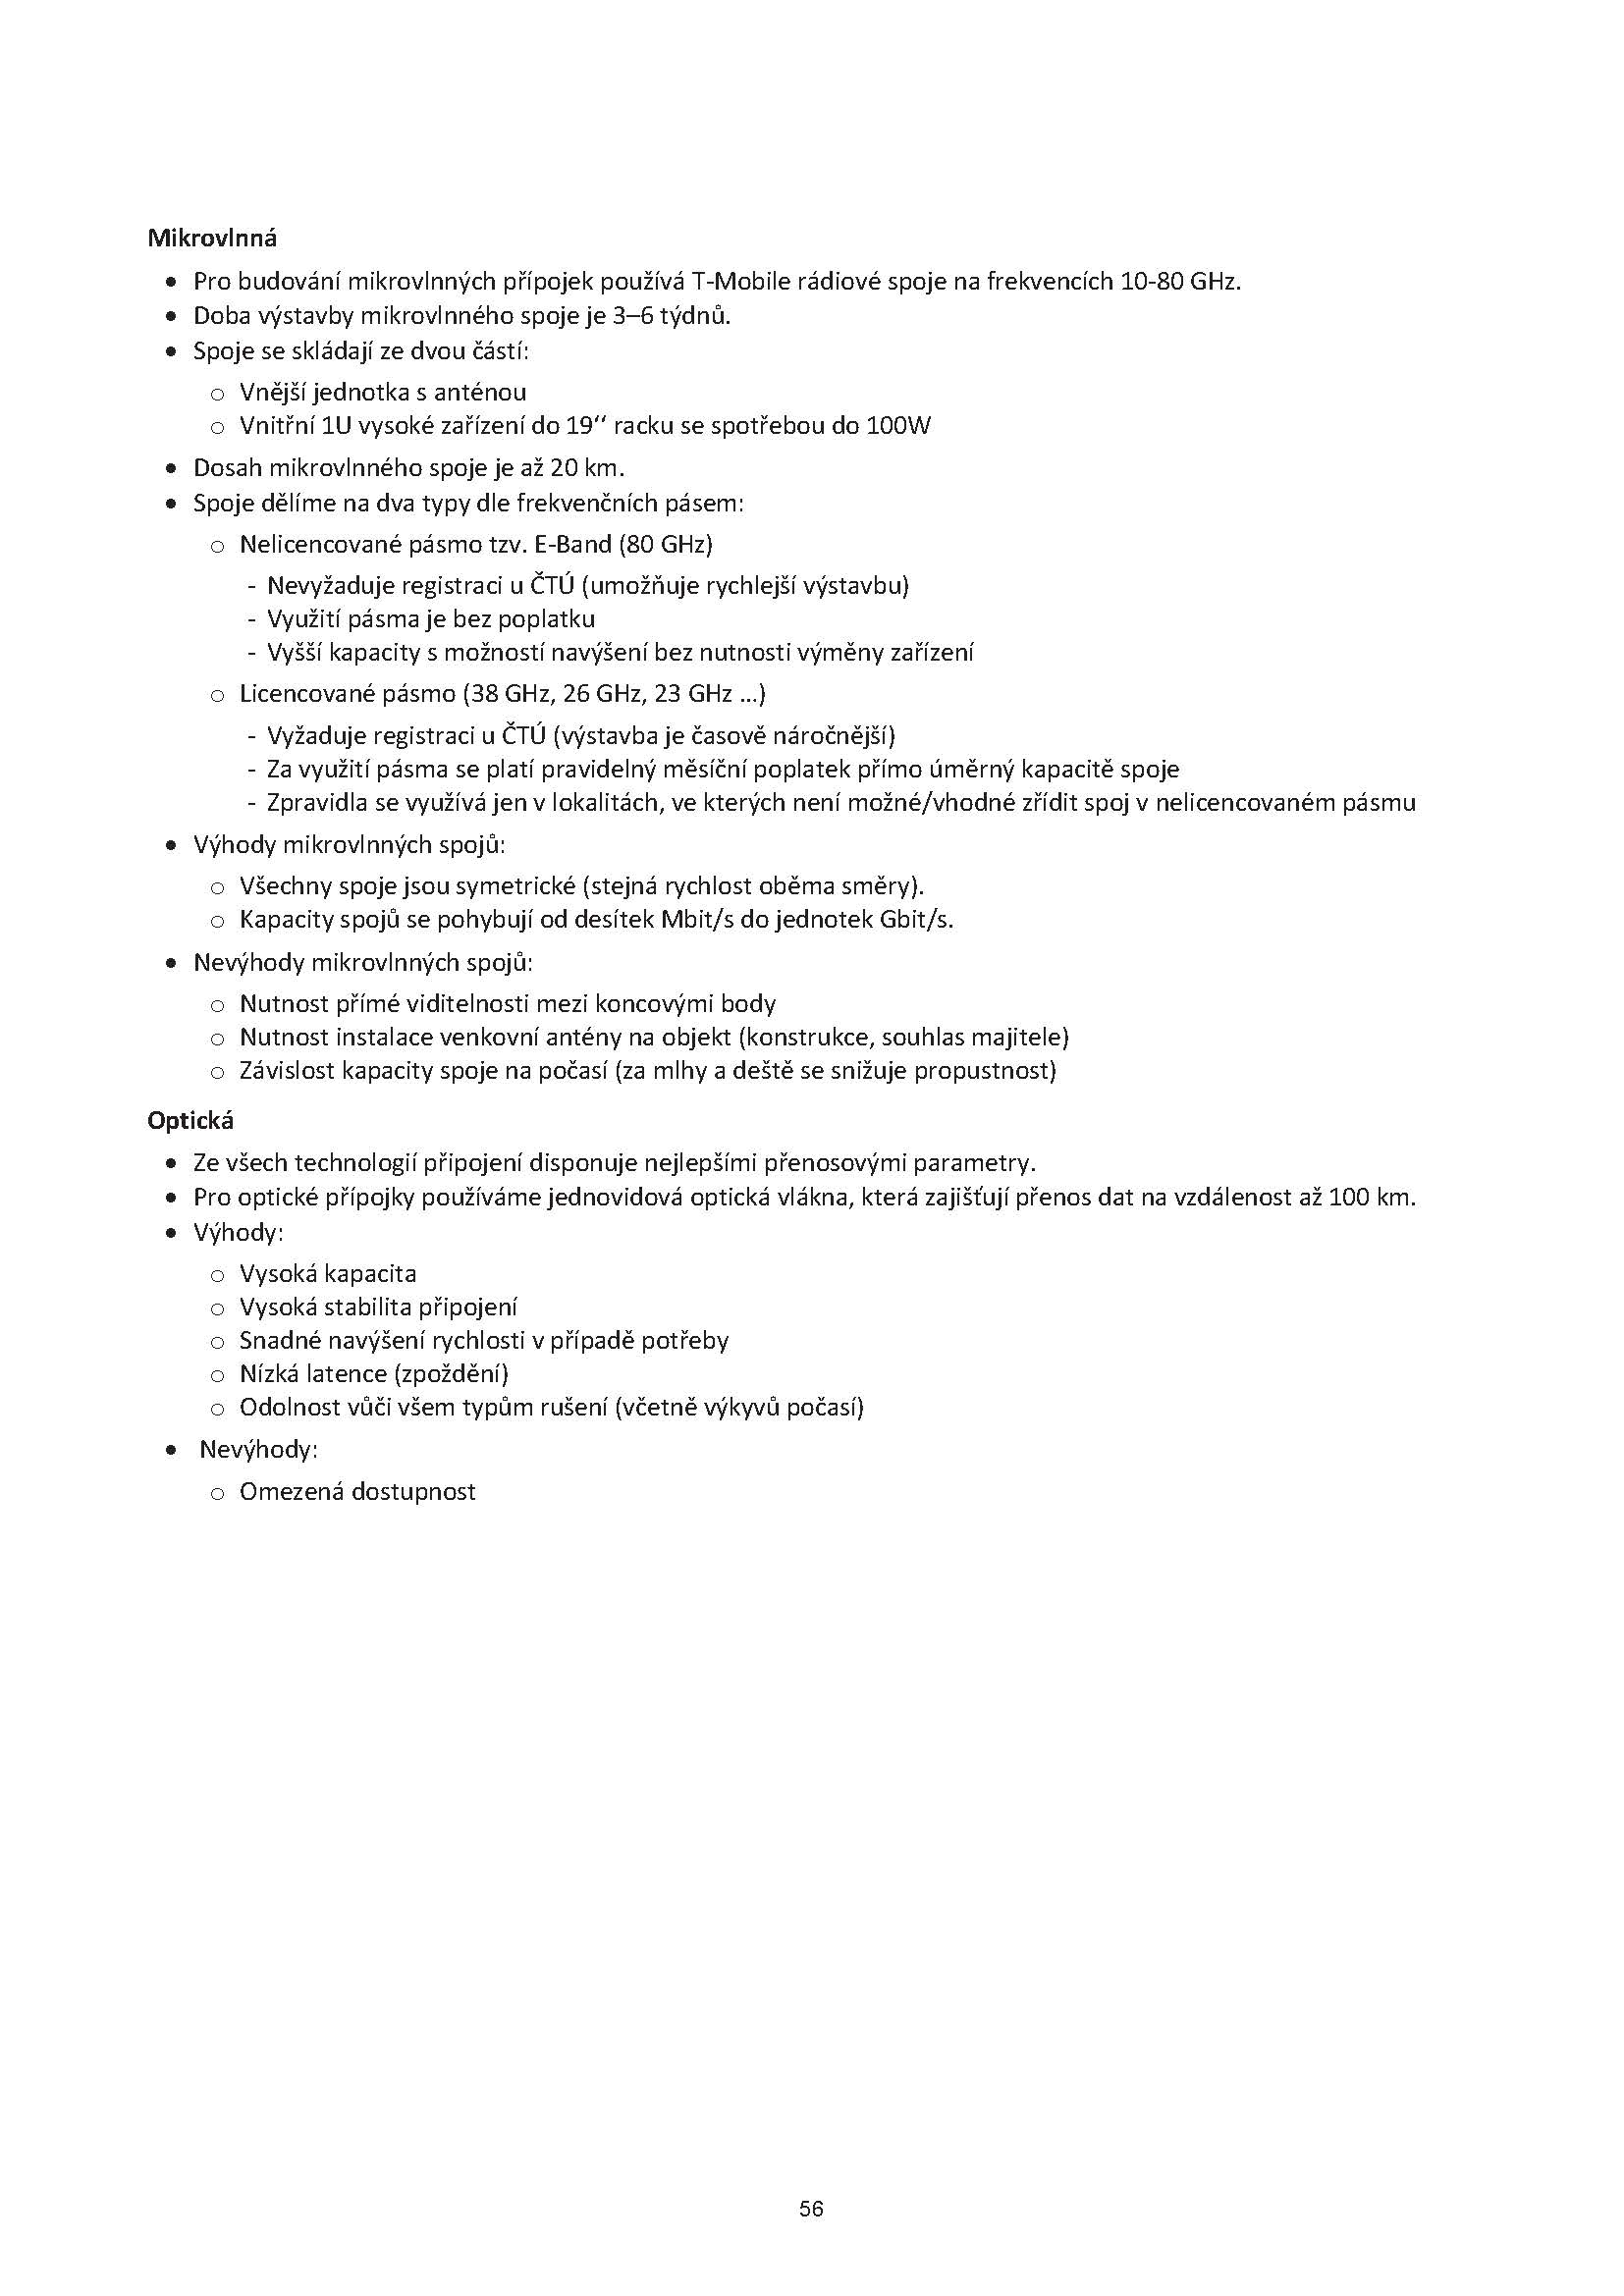 Mikrovlnná
• Pro budování mikrovlnných přípojek používá T-Mobile rádiové spoje na frekvencích 10-80 GHz.
• Doba výstavby mikrovlnného spoje je 3–6 týdnů.
• Spoje se skládají ze dvou částí:
o Vnější jednotka s anténou
o Vnitřní 1U vysoké zařízení do 19‘‘ racku se spotřebou do 100W
• Dosah mikrovlnného spoje je až 20 km.
• Spoje dělíme na dva typy dle frekvenčních pásem:
o Nelicencované pásmo tzv. E-Band (80 GHz)
- Nevyžaduje registraci u ČTÚ (umožňuje rychlejší výstavbu)
- Využití pásma je bez poplatku
- Vyšší kapacity s možností navýšení bez nutnosti výměny zařízení
o Licencované pásmo (38 GHz, 26 GHz, 23 GHz …)
- Vyžaduje registraci u ČTÚ (výstavba je časově náročnější)
- Za využití pásma se platí pravidelný měsíční poplatek přímo úměrný kapacitě spoje
- Zpravidla se využívá jen v lokalitách, ve kterých není možné/vhodné zřídit spoj v nelicencovaném pásmu
• Výhody mikrovlnných spojů:
o Všechny spoje jsou symetrické (stejná rychlost oběma směry).
o Kapacity spojů se pohybují od desítek Mbit/s do jednotek Gbit/s.
• Nevýhody mikrovlnných spojů:
o Nutnost přímé viditelnosti mezi koncovými body
o Nutnost instalace venkovní antény na objekt (konstrukce, souhlas majitele)
o Závislost kapacity spoje na počasí (za mlhy a deště se snižuje propustnost)
Optická
• Ze všech technologií připojení disponuje nejlepšími přenosovými parametry.
• Pro optické přípojky používáme jednovidová optická vlákna, která zajišťují přenos dat na vzdálenost až 100 km.
• Výhody:
o Vysoká kapacita
o Vysoká stabilita připojení
o Snadné navýšení rychlosti v případě potřeby
o Nízká latence (zpoždění)
o Odolnost vůči všem typům rušení (včetně výkyvů počasí)
• Nevýhody:
o Omezená dostupnost
56